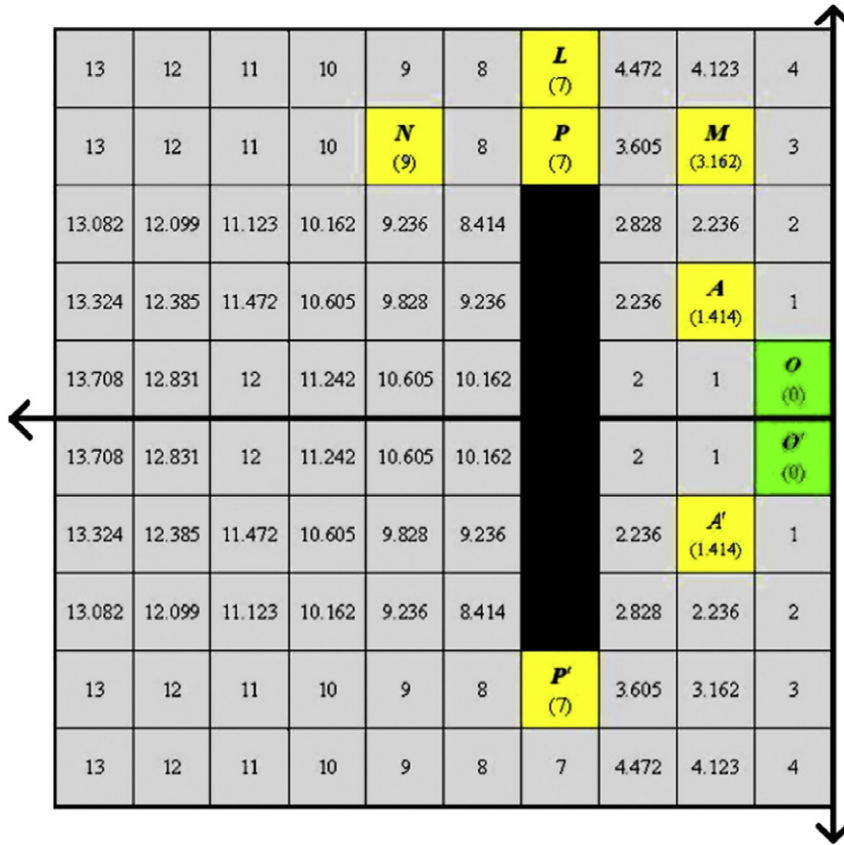 13 12 11 10 9 8 L (7) 4.472 4.123 4
13 12 11 10 N (9) 8 P (7) 3.605 M (3.162) 3
13.082 12.099 11.123 10.162 9.236 8.414 2.828 2.236 2
13.324 12.385 11.472 10.605 9.828 9.236 2.236 A (1.414) 1
13.708 12.831 12 11.242 10.605 10.162 2 1 O (0)
13.708 12.831 12 11.242 10.605 10.162 2 1 O' (0)
13.324 12.385 11.472 10.605 9.828 9.236 2.236 A' (1.414) 1
13.082 12.099 11.123 10.162 9.236 8.414 2.828 2.236 2
13 12 11 10 9 8 P' (7) 3.605 3.162 3
13 12 11 10 9 8 7 4.472 4.123 4